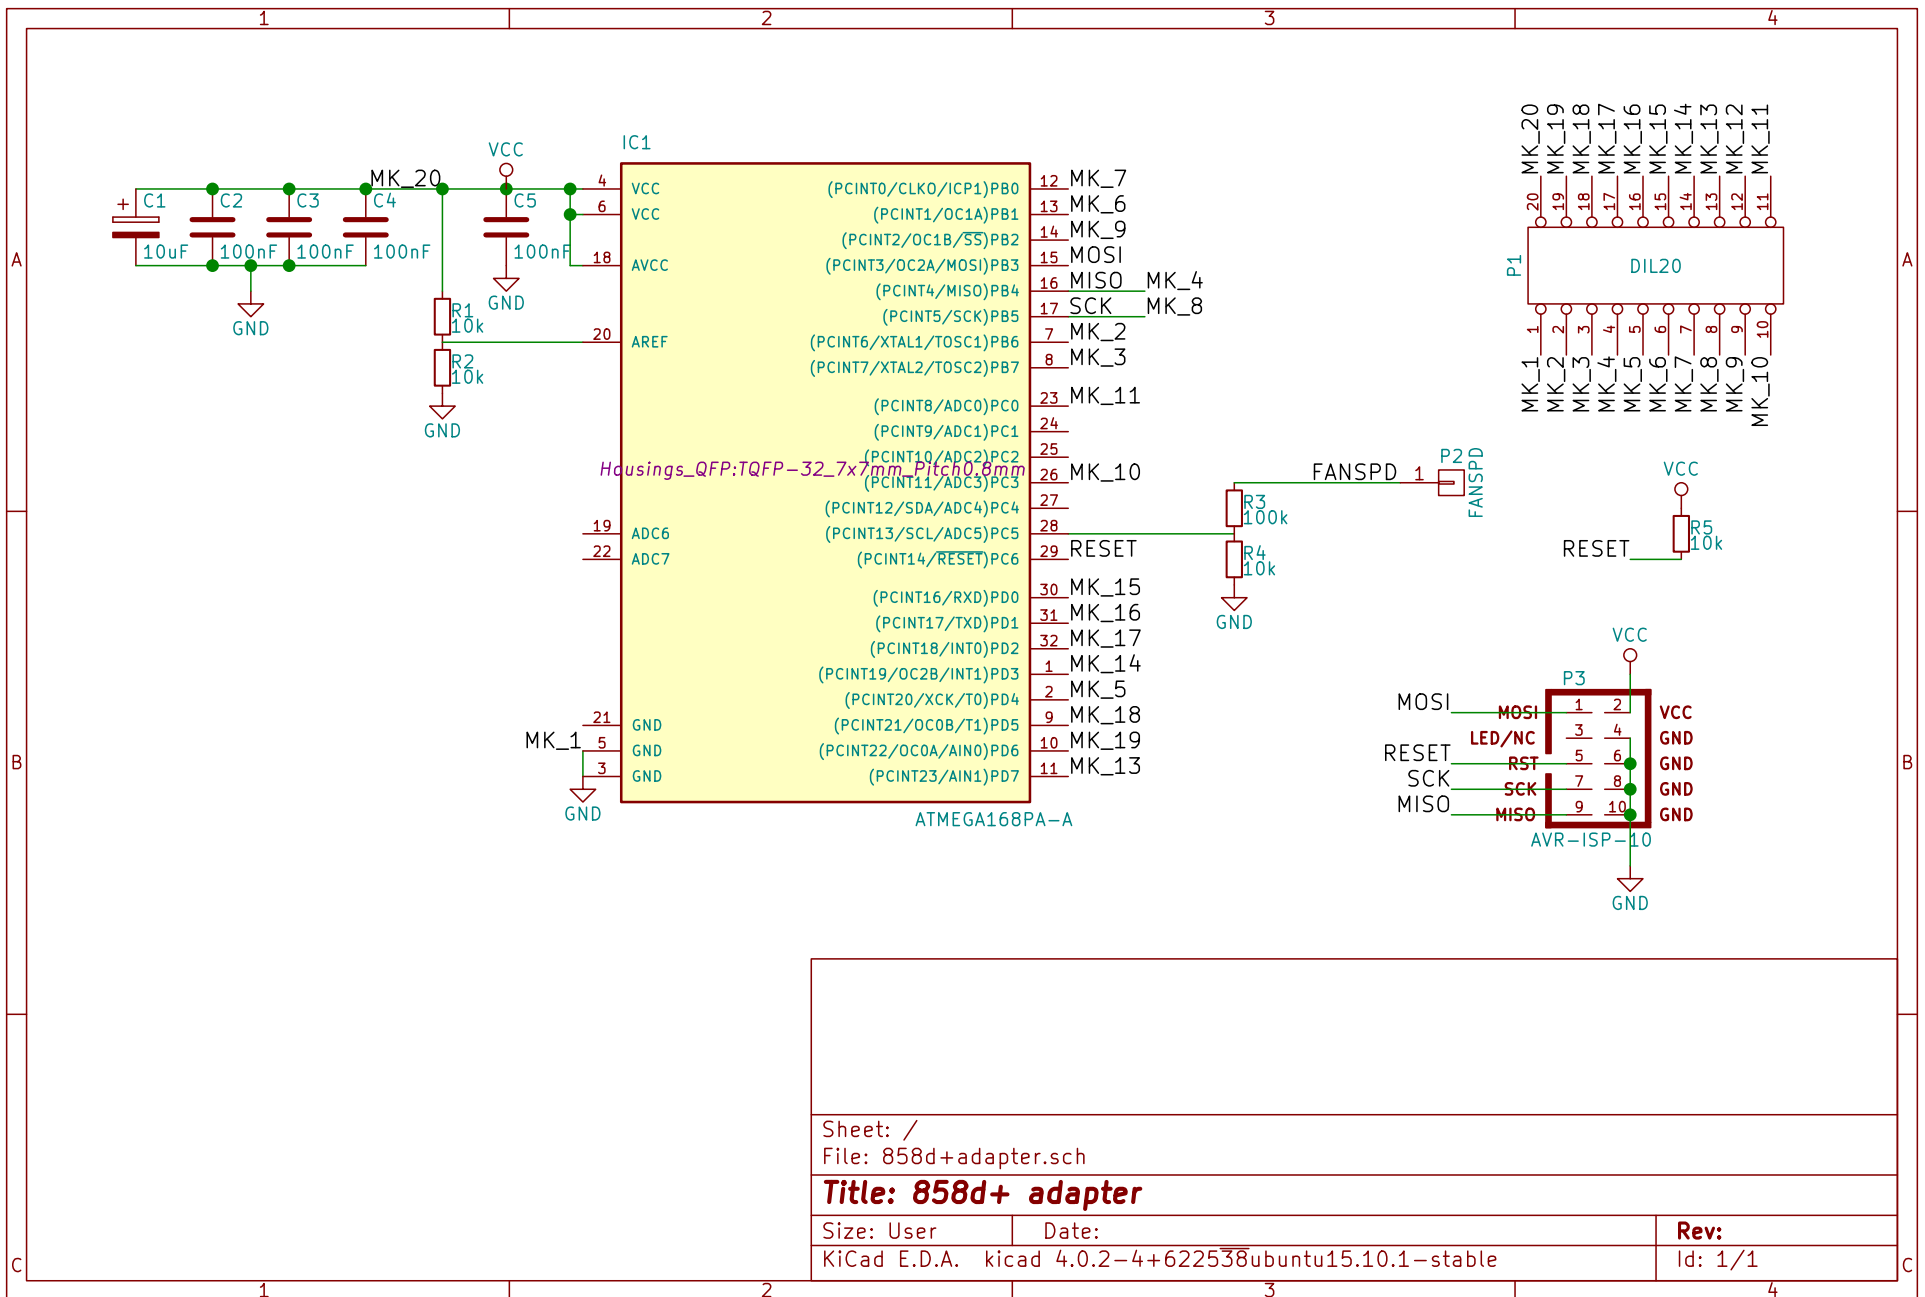 1 2 3 4
A A
B B
C C
1 2 3 4
MK_20
VCC
+ C1
10uF
C2
100nF
C3
100nF
C4
100nF
C5
100nF
GND
GND
R1
10k
R2
10k
GND
IC1
4 VCC
6 VCC
18 AVCC
20 AREF
19 ADC6
22 ADC7
21 GND
MK_1
5 GND
3 GND
GND
(PCINT0/CLKO/ICP1)PB0 12 MK_7
(PCINT1/OC1A)PB1 13 MK_6
(PCINT2/OC1B/SS)PB2 14 MK_9
(PCINT3/OC2A/MOSI)PB3 15 MOSI
(PCINT4/MISO)PB4 16 MISO MK_4
(PCINT5/SCK)PB5 17 SCK MK_8
(PCINT6/XTAL1/TOSC1)PB6 7 MK_2
(PCINT7/XTAL2/TOSC2)PB7 8 MK_3
(PCINT8/ADC0)PC0 23 MK_11
(PCINT9/ADC1)PC1 24
(PCINT10/ADC2)PC2 25
Housings_QFP:TQFP-32_7x7mm_Pitch0.8mm
(PCINT11/ADC3)PC3 26 MK_10
(PCINT12/SDA/ADC4)PC4 27
(PCINT13/SCL/ADC5)PC5 28
(PCINT14/RESET)PC6 29 RESET
(PCINT16/RXD)PD0 30 MK_15
(PCINT17/TXD)PD1 31 MK_16
(PCINT18/INT0)PD2 32 MK_17
(PCINT19/OC2B/INT1)PD3 1 MK_14
(PCINT20/XCK/T0)PD4 2 MK_5
(PCINT21/OC0B/T1)PD5 9 MK_18
(PCINT22/OC0A/AIN0)PD6 10 MK_19
(PCINT23/AIN1)PD7 11 MK_13
ATMEGA168PA-A
R3
100k
R4
10k
GND
FANSPD 1
P2
FANSPD
MK_20 MK_19 MK_18 MK_17 MK_16 MK_15 MK_14 MK_13 MK_12 MK_11
20 19 18 17 16 15 14 13 12 11
P1
DIL20
1 2 3 4 5 6 7 8 9 10
MK_1 MK_2 MK_3 MK_4 MK_5 MK_6 MK_7 MK_8 MK_9 MK_10
VCC
R5
10k
RESET
VCC
P3
MOSI MOSI 1 2 VCC
LED/NC 3 4 GND
RESET RST 5 6 GND
SCK SCK 7 8 GND
MISO MISO 9 10 GND
AVR-ISP-10
GND
Sheet: /
File: 858d+adapter.sch
Title: 858d+ adapter
Size: User Date: Rev:
KiCad E.D.A. kicad 4.0.2-4+622538ubuntu15.10.1-stable Id: 1/1